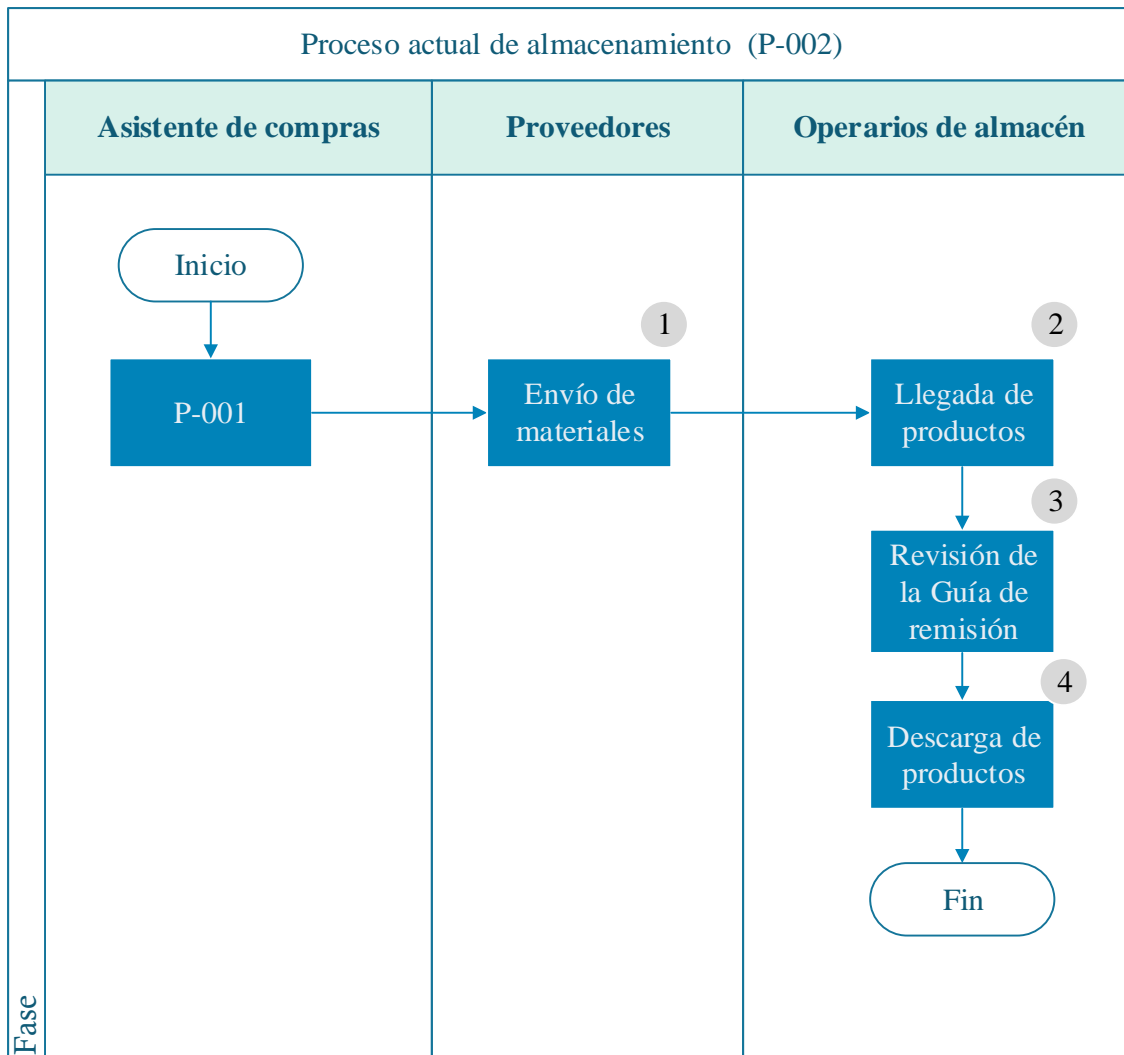 Proceso actual de almacenamiento (P-002)
Asistente de compras
Proveedores
Operarios de almacén
Inicio
1
2
P-001
Envío de
materiales
Llegada de
productos
3
Revisión de
la Guía de
remisión
4
Descarga de
productos
Fin
Fase